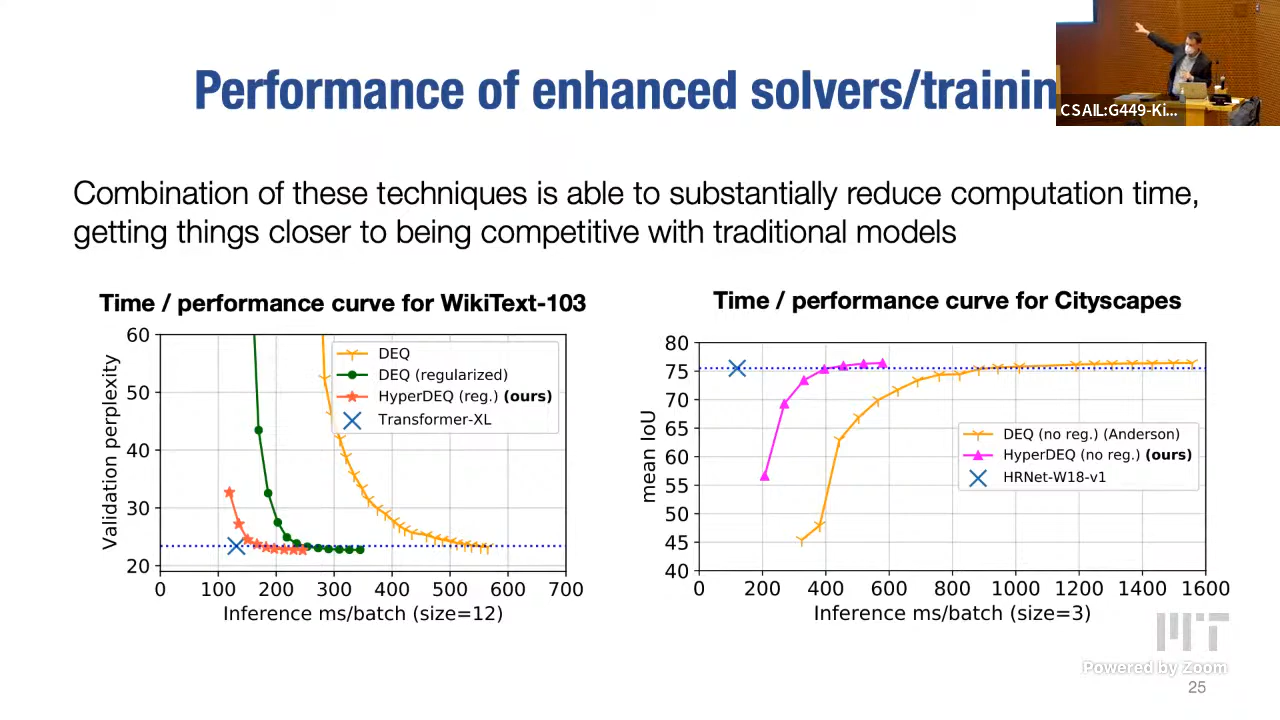 Performance of enhanced solvers/trainin
CSAIL:G449-Ki...
Combination of these techniques is able to substantially reduce computation time,
getting things closer to being competitive with traditional models
Time / performance curve for WikiText-103
60
50
40
30
20
Validation perplexity
DEQ
DEQ (regularized)
HyperDEQ (reg.) (ours)
Transformer-XL
0 100 200 300 400 500 600 700
Inference ms/batch (size=12)
Time / performance curve for Cityscapes
80
75
70
65
60
55
50
45
40
mean IoU
DEQ (no reg.) (Anderson)
HyperDEQ (no reg.) (ours)
HRNet-W18-v1
0 200 400 600 800 1000 1200 1400 1600
Inference ms/batch (size=3)
MIT
Powered by Zoom
25